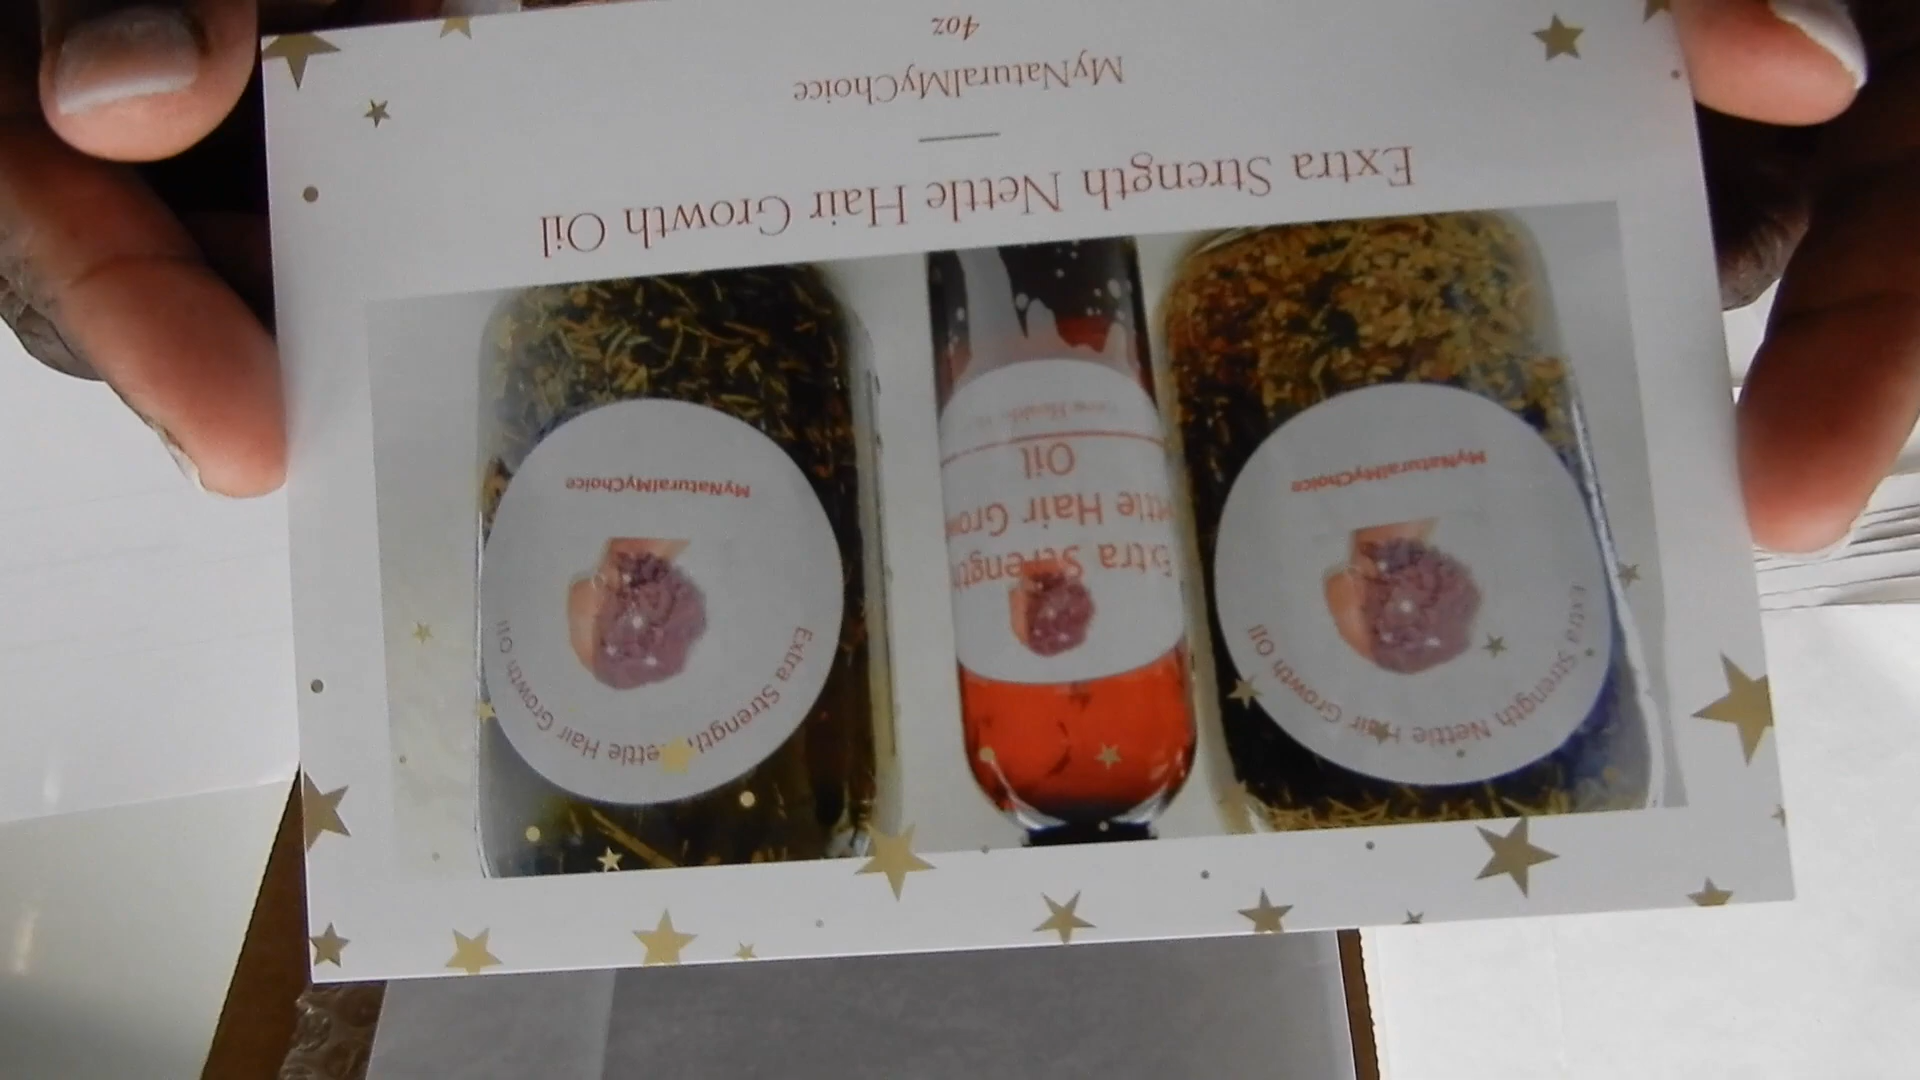 Extra Strength Nettle Hair Growth Oil
MyNaturalMyChoice
Extra Strength
ttle Hair Grow
Oil
Extra Strength Nettle Hair Growth Oil
MyNaturalMyChoice
Extra Strength Nettle Hair Growth Oil
MyNaturalMyChoice
4oz